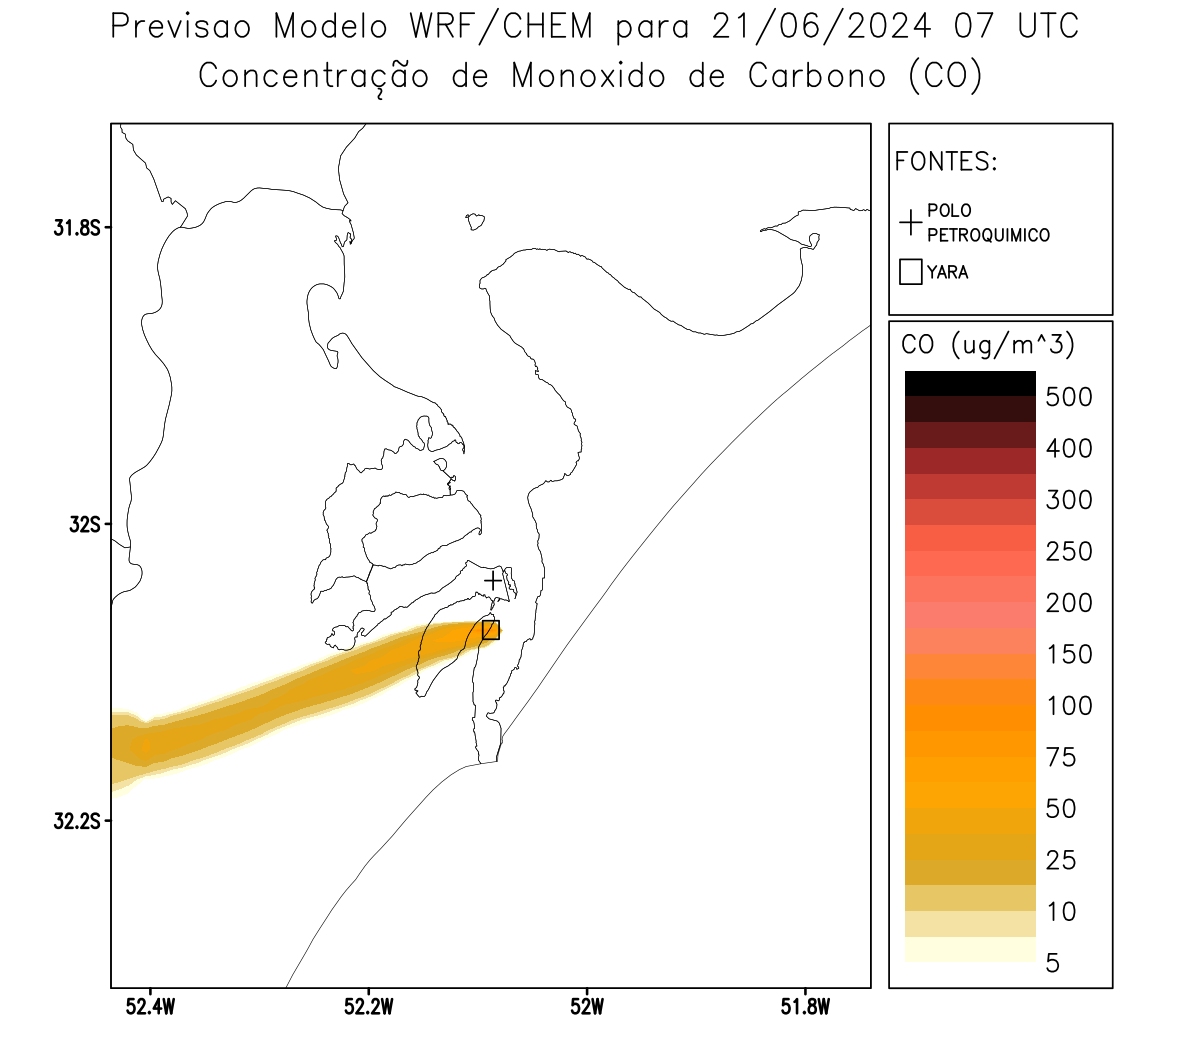 Previsao Modelo WRF/CHEM para 21/06/2024 07 UTC
Concentração de Monoxido de Carbono (CO)
FONTES:
POLO
PETROQUIMICO
YARA
CO (ug/m^3)
500
400
300
250
200
150
100
75
50
25
10
5
31.8S
32S
32.2S
52.4W
52.2W
52W
51.8W